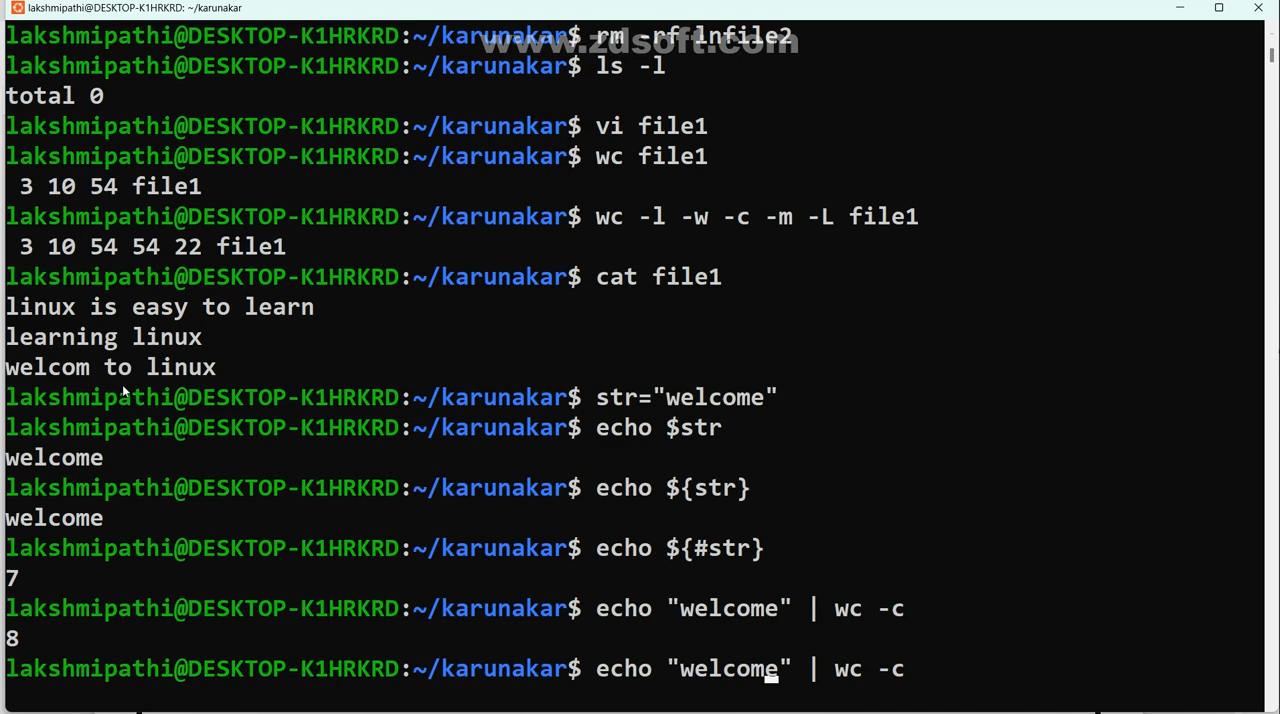 lakshmipathi@DESKTOP-K1HRKRD: ~/karunakar
www.zdsoft.com
lakshmipathi@DESKTOP-K1HRKRD:~/karunakar$ rm -rf lnfile2
lakshmipathi@DESKTOP-K1HRKRD:~/karunakar$ ls -l
total 0
lakshmipathi@DESKTOP-K1HRKRD:~/karunakar$ vi file1
lakshmipathi@DESKTOP-K1HRKRD:~/karunakar$ wc file1
 3 10 54 file1
lakshmipathi@DESKTOP-K1HRKRD:~/karunakar$ wc -l -w -c -m -L file1
 3 10 54 54 22 file1
lakshmipathi@DESKTOP-K1HRKRD:~/karunakar$ cat file1
linux is easy to learn
learning linux
welcom to linux
lakshmipathi@DESKTOP-K1HRKRD:~/karunakar$ str="welcome"
lakshmipathi@DESKTOP-K1HRKRD:~/karunakar$ echo $str
welcome
lakshmipathi@DESKTOP-K1HRKRD:~/karunakar$ echo ${str}
welcome
lakshmipathi@DESKTOP-K1HRKRD:~/karunakar$ echo ${#str}
7
lakshmipathi@DESKTOP-K1HRKRD:~/karunakar$ echo "welcome" | wc -c
8
lakshmipathi@DESKTOP-K1HRKRD:~/karunakar$ echo "welcome" | wc -c